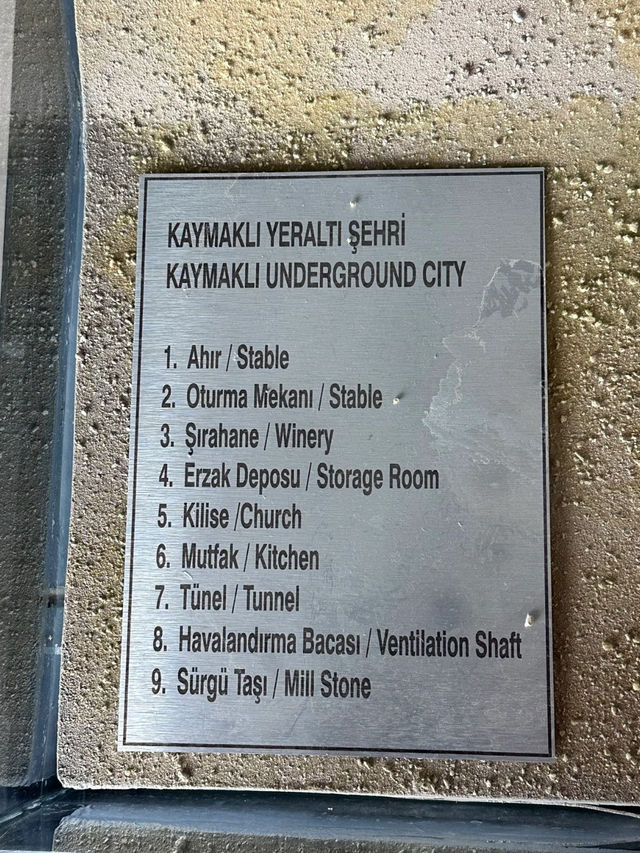 KAYMAKLI YERALTI ŞEHRİ
KAYMAKLI UNDERGROUND CITY
1. Ahır / Stable
2. Oturma Mekanı / Stable
3. Şırahane / Winery
4. Erzak Deposu / Storage Room
5. Kilise /Church
6. Mutfak / Kitchen
7. Tünel / Tunnel
8. Havalandırma Bacası / Ventilation Shaft
9. Sürgü Taşı / Mill Stone